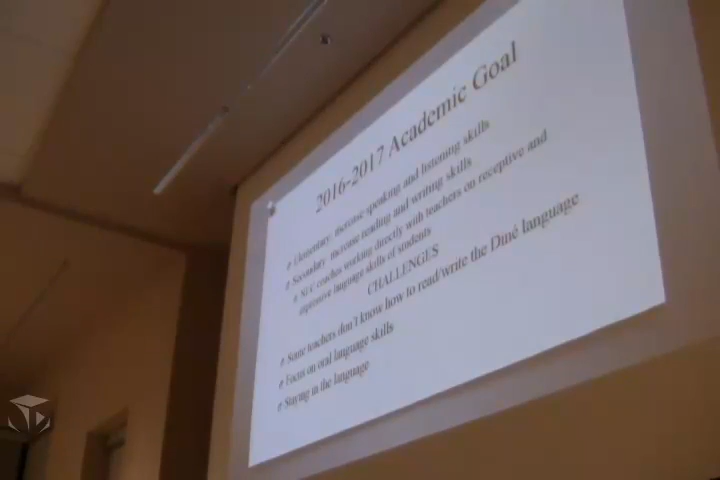 2016-2017 Academic Goal
Elementary: increase speaking and listening skills
Secondary: increase reading and writing skills
coaches working directly with teachers on receptive and
expressive language skills of students
CHALLENGES
Some teachers don't know how to read/write the Diné language
Focus on oral language skills
Staying in the language